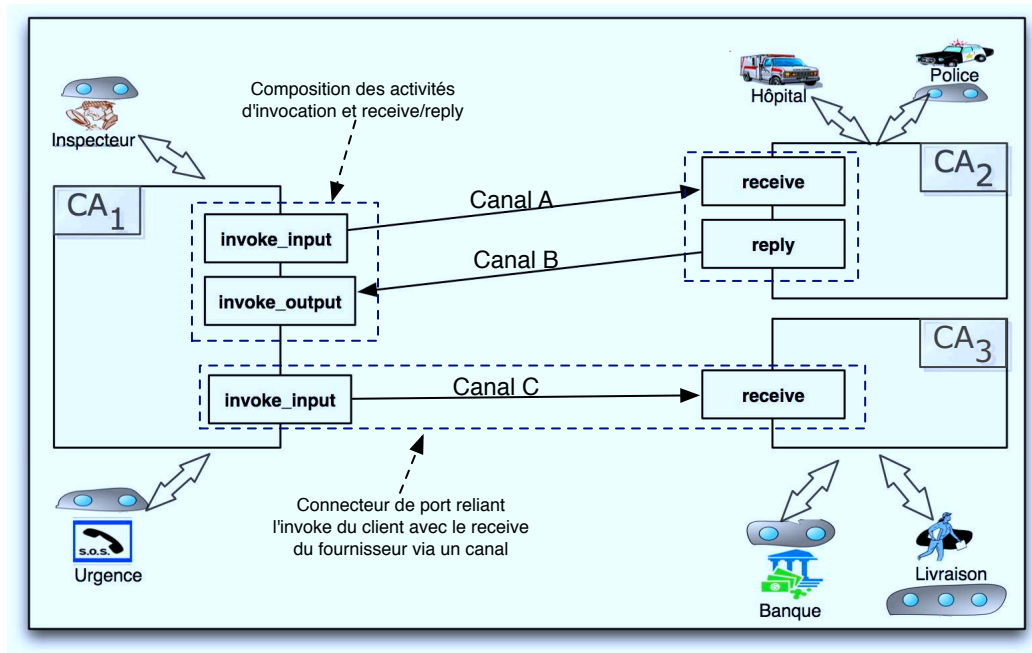 Composition des activités
d'invocation et receive/reply
Hôpital
Police
Inspecteur
CA1
CA2
receive
Canal A
invoke_input
reply
Canal B
invoke_output
CA3
Canal C
invoke_input
receive
Connecteur de port reliant
l'invoke du client avec le receive
du fournisseur via un canal
S.O.S.
Urgence
Banque
Livraison